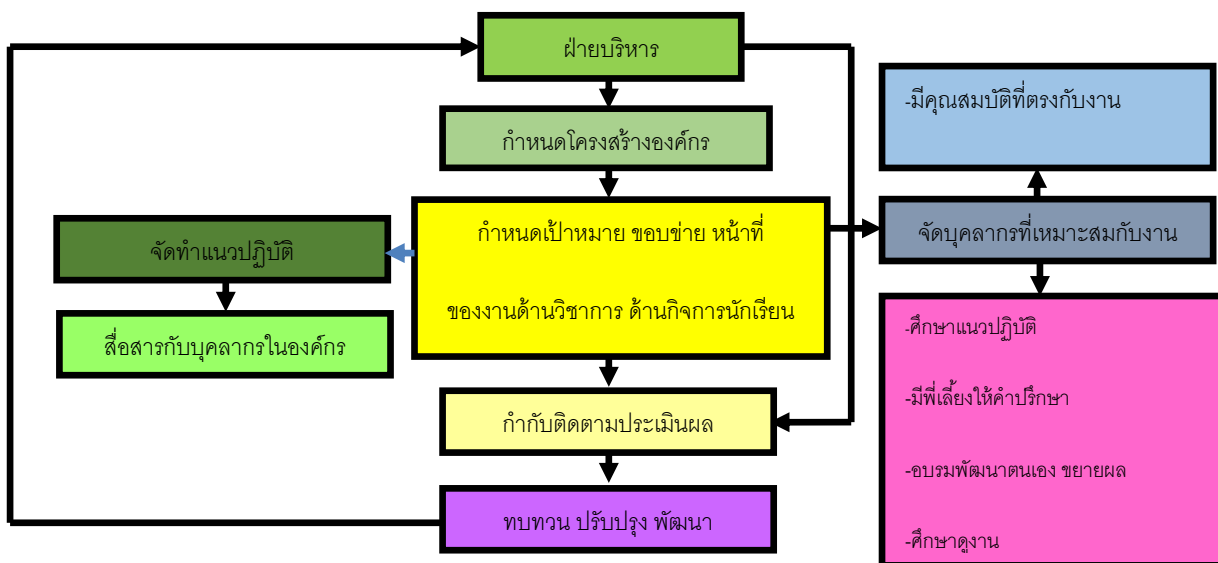 ฝ่ายบริหาร
กำหนดโครงสร้างองค์กร
กำหนดเป้าหมาย ขอบข่าย หน้าที่
ของงานด้านวิชาการ ด้านกิจการนักเรียน
จัดทำแนวปฏิบัติ
สื่อสารกับบุคลากรในองค์กร
กำกับติดตามประเมินผล
ทบทวน ปรับปรุง พัฒนา
-มีคุณสมบัติที่ตรงกับงาน
จัดบุคลากรที่เหมาะสมกับงาน
-ศึกษาแนวปฏิบัติ
-มีพี่เลี้ยงให้คำปรึกษา
-อบรมพัฒนาตนเอง ขยายผล
-ศึกษาดูงาน